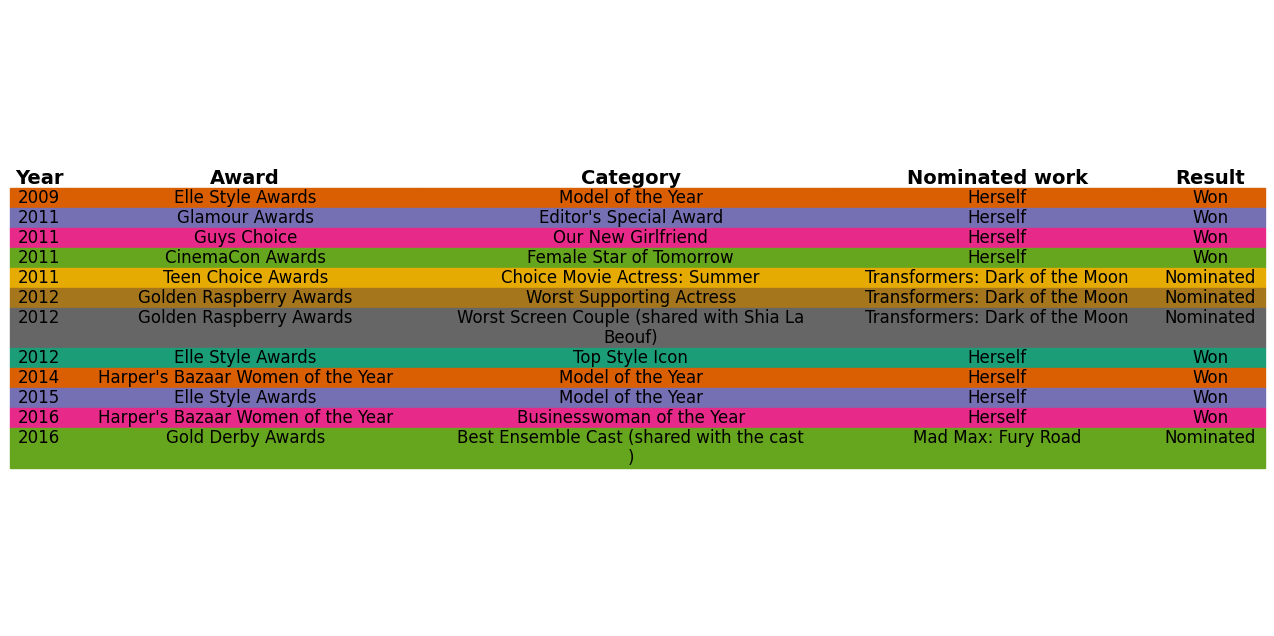 Year Award Category Nominated work Result
2009 Elle Style Awards Model of the Year Herself Won
2011 Glamour Awards Editor's Special Award Herself Won
2011 Guys Choice Our New Girlfriend Herself Won
2011 CinemaCon Awards Female Star of Tomorrow Herself Won
2011 Teen Choice Awards Choice Movie Actress: Summer Transformers: Dark of the Moon Nominated
2012 Golden Raspberry Awards Worst Supporting Actress Transformers: Dark of the Moon Nominated
2012 Golden Raspberry Awards Worst Screen Couple (shared with Shia La Transformers: Dark of the Moon Nominated
Beouf)
2012 Elle Style Awards Top Style Icon Herself Won
2014 Harper's Bazaar Women of the Year Model of the Year Herself Won
2015 Elle Style Awards Model of the Year Herself Won
2016 Harper's Bazaar Women of the Year Businesswoman of the Year Herself Won
2016 Gold Derby Awards Best Ensemble Cast (shared with the cast Mad Max: Fury Road Nominated
)